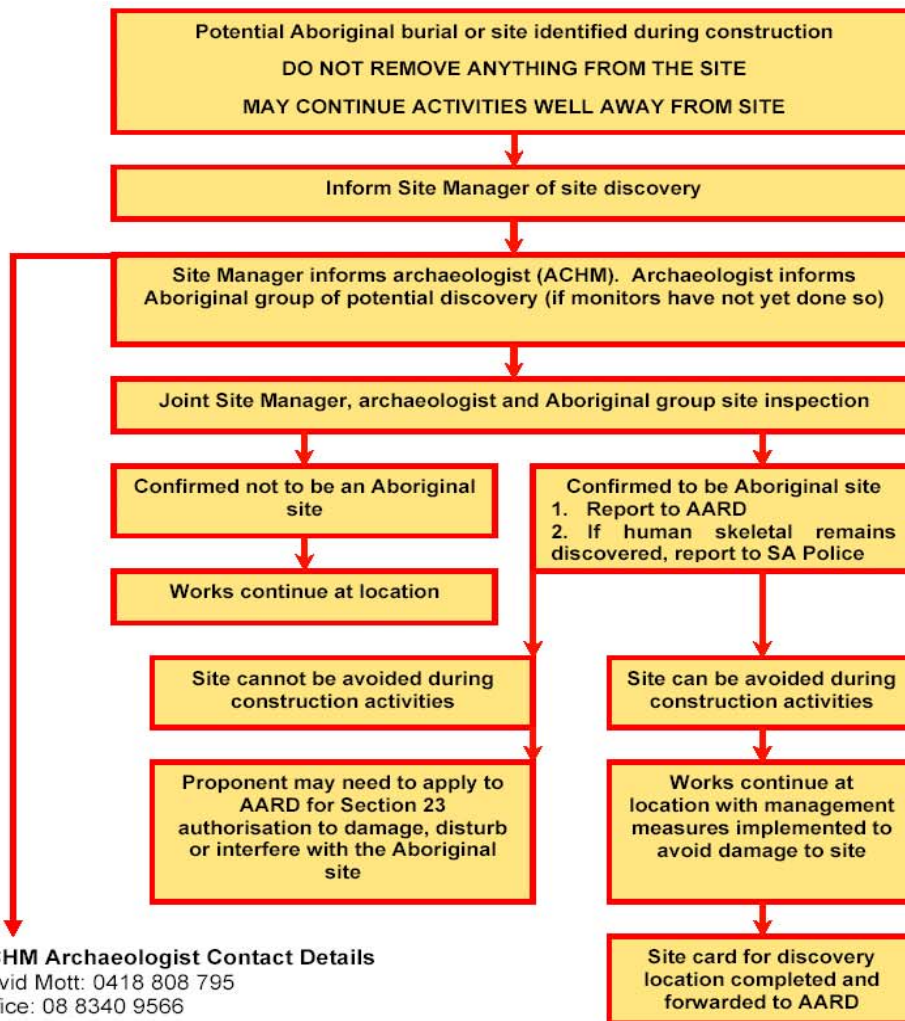 Potential Aboriginal burial or site identified during construction
DO NOT REMOVE ANYTHING FROM THE SITE
MAY CONTINUE ACTIVITIES WELL AWAY FROM SITE
Inform Site Manager of site discovery
Site Manager informs archaeologist (ACHM). Archaeologist informs
Aboriginal group of potential discovery (if monitors have not yet done so)
Joint Site Manager, archaeologist and Aboriginal group site inspection
Confirmed not to be an Aboriginal
site
Confirmed to be Aboriginal site
1. Report to AARD
2. If human skeletal remains
discovered, report to SA Police
Works continue at location
Site cannot be avoided during
construction activities
Site can be avoided during
construction activities
Proponent may need to apply to
AARD for Section 23
authorisation to damage, disturb
or interfere with the Aboriginal
site
Works continue at
location with management
measures implemented to
avoid damage to site
Site card for discovery
location completed and
forwarded to AARD
HM Archaeologist Contact Details
vid Mott: 0418 808 795
ice: 08 8340 9566